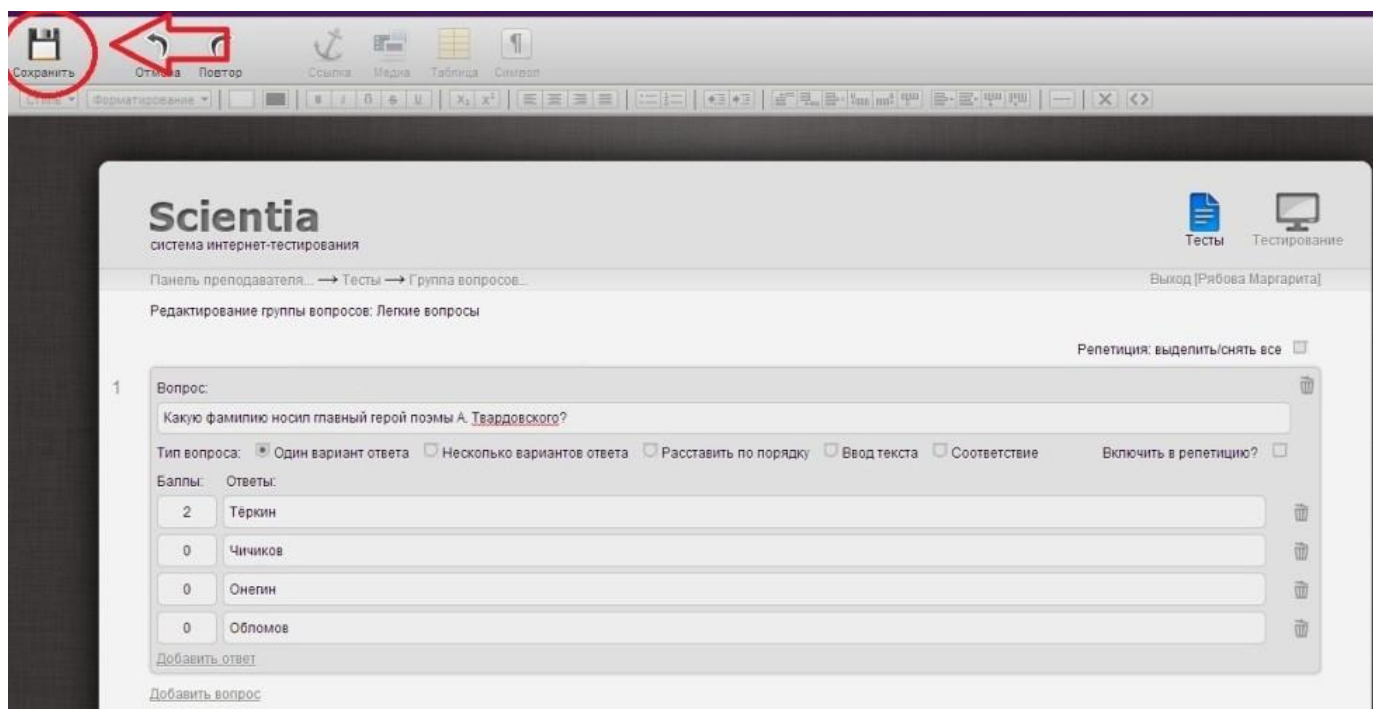 Сохранить Отмена Повтор Ссылка Медиа Таблица Символ
Стиль Форматирование
Scientia
система интернет-тестирования
Тесты Тестирование
Панель преподавателя... → Тесты → Группа вопросов... Выход [Рябова Маргарита]
Редактирование группы вопросов: Легкие вопросы
Репетиция: выделить/снять все
1 Вопрос:
Какую фамилию носил главный герой поэмы А. Твардовского?
Тип вопроса: Один вариант ответа Несколько вариантов ответа Расставить по порядку Ввод текста Соответствие Включить в репетицию?
Баллы: Ответы:
2 Тёркин
0 Чичиков
0 Онегин
0 Обломов
Добавить ответ
Добавить вопрос